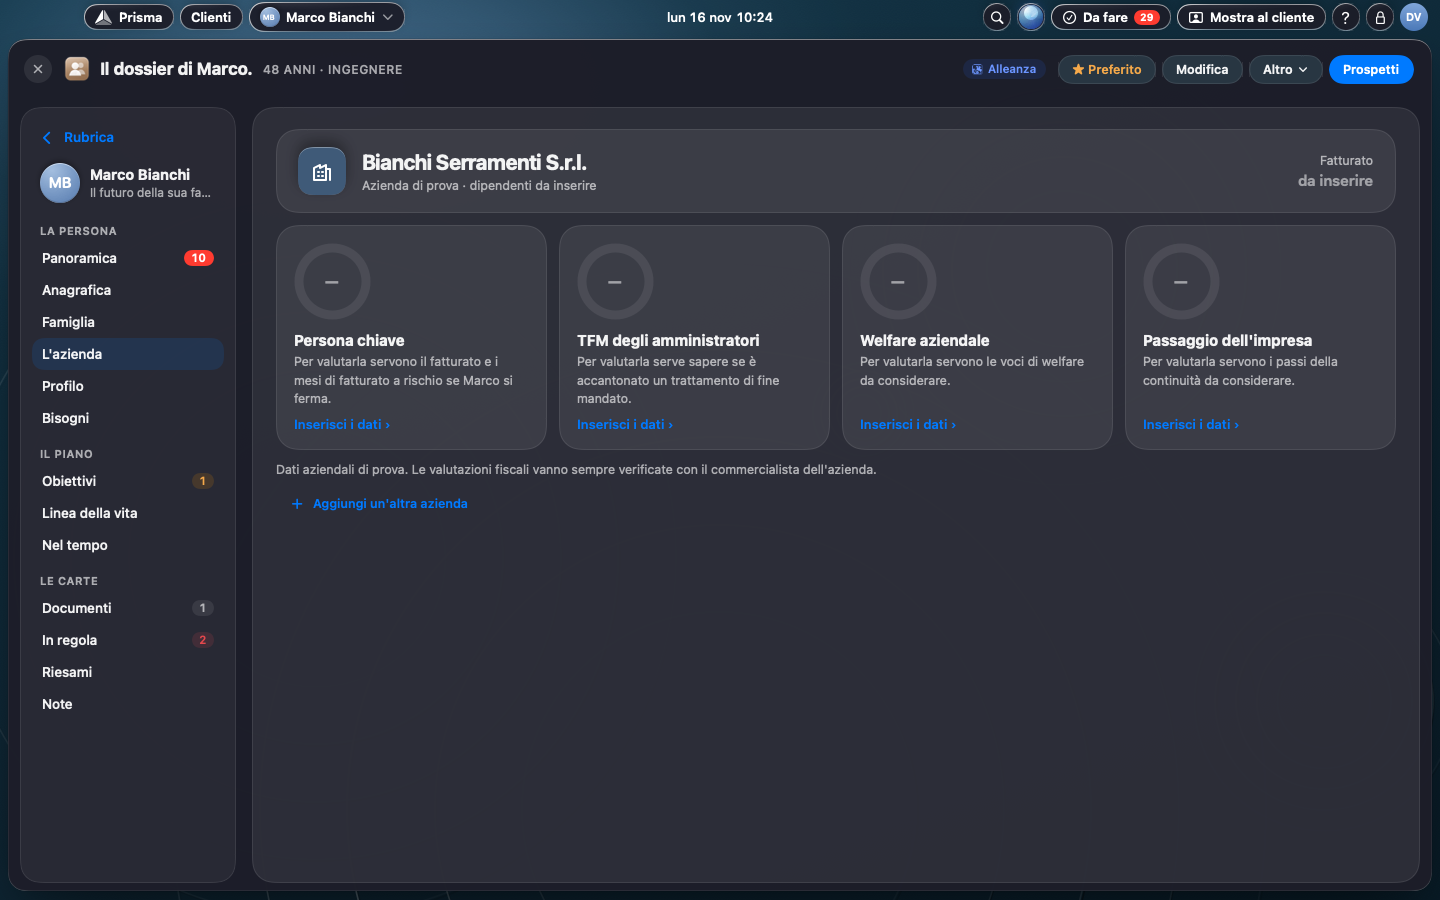 Prisma
Clienti
MB Marco Bianchi
lun 16 nov 10:24
Da fare 29
Mostra al cliente
?
DV
Il dossier di Marco.
48 ANNI · INGEGNERE
Alleanza
Preferito
Modifica
Altro
Prospetti
Rubrica
MB
Marco Bianchi
Il futuro della sua fa...
LA PERSONA
Panoramica 10
Anagrafica
Famiglia
L'azienda
Profilo
Bisogni
IL PIANO
Obiettivi 1
Linea della vita
Nel tempo
LE CARTE
Documenti 1
In regola 2
Riesami
Note
Bianchi Serramenti S.r.l.
Azienda di prova · dipendenti da inserire
Fatturato
da inserire
–
Persona chiave
Per valutarla servono il fatturato e i
mesi di fatturato a rischio se Marco si
ferma.
Inserisci i dati ›
–
TFM degli amministratori
Per valutarla serve sapere se è
accantonato un trattamento di fine
mandato.
Inserisci i dati ›
–
Welfare aziendale
Per valutarla servono le voci di welfare
da considerare.
Inserisci i dati ›
–
Passaggio dell'impresa
Per valutarla servono i passi della
continuità da considerare.
Inserisci i dati ›
Dati aziendali di prova. Le valutazioni fiscali vanno sempre verificate con il commercialista dell'azienda.
+ Aggiungi un'altra azienda